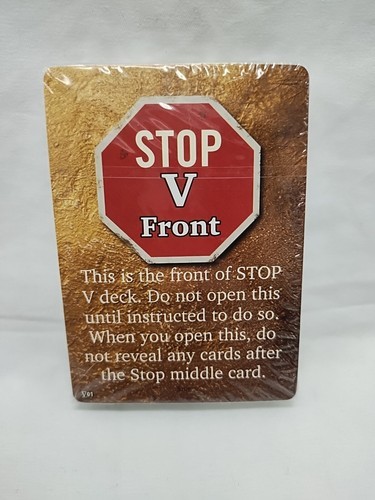 STOP
V
Front
This is the front of STOP
V deck. Do not open this
until instructed to do so.
When you open this, do
not reveal any cards after
the Stop middle card.
V 01